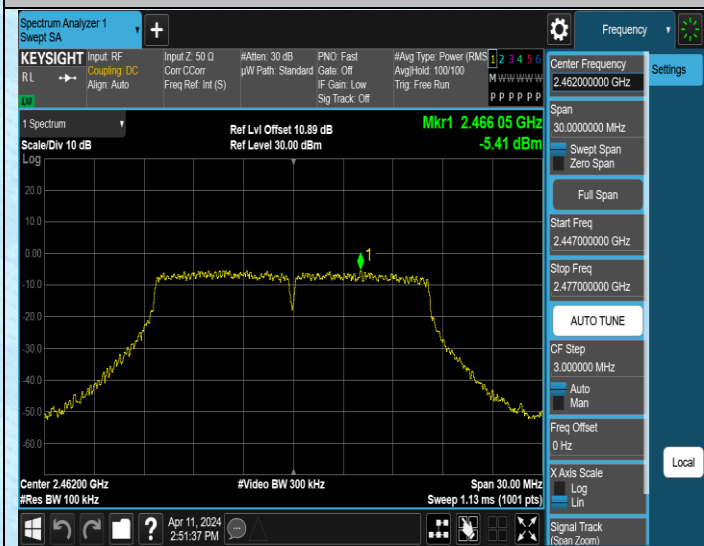 Spectrum Analyzer 1
Swept SA
Frequency
KEYSIGHT
RL
LXI
Input: RF
Coupling: DC
Align: Auto
Input Z: 50 Ω
Corr CCorr
Freq Ref: Int (S)
#Atten: 30 dB
µW Path: Standard
PNO: Fast
Gate: Off
IF Gain: Low
Sig Track: Off
#Avg Type: Power (RMS
Avg|Hold: 100/100
Trig: Free Run
1 2 3 4 5 6
M W W W W W
P P P P P P
1 Spectrum
Scale/Div 10 dB
Ref Lvl Offset 10.89 dB
Ref Level 30.00 dBm
Mkr1 2.466 05 GHz
-5.41 dBm
Log
20.0
10.0
0.00
-10.0
-20.0
-30.0
-40.0
-50.0
-60.0
1
Center 2.46200 GHz
#Res BW 100 kHz
#Video BW 300 kHz
Span 30.00 MHz
Sweep 1.13 ms (1001 pts)
Apr 11, 2024
2:51:37 PM
Center Frequency
2.462000000 GHz
Settings
Span
30.0000000 MHz
Swept Span
Zero Span
Full Span
Start Freq
2.447000000 GHz
Stop Freq
2.477000000 GHz
AUTO TUNE
CF Step
3.000000 MHz
Auto
Man
Freq Offset
0 Hz
X Axis Scale
Log
Lin
Local
Signal Track
(Span Zoom)